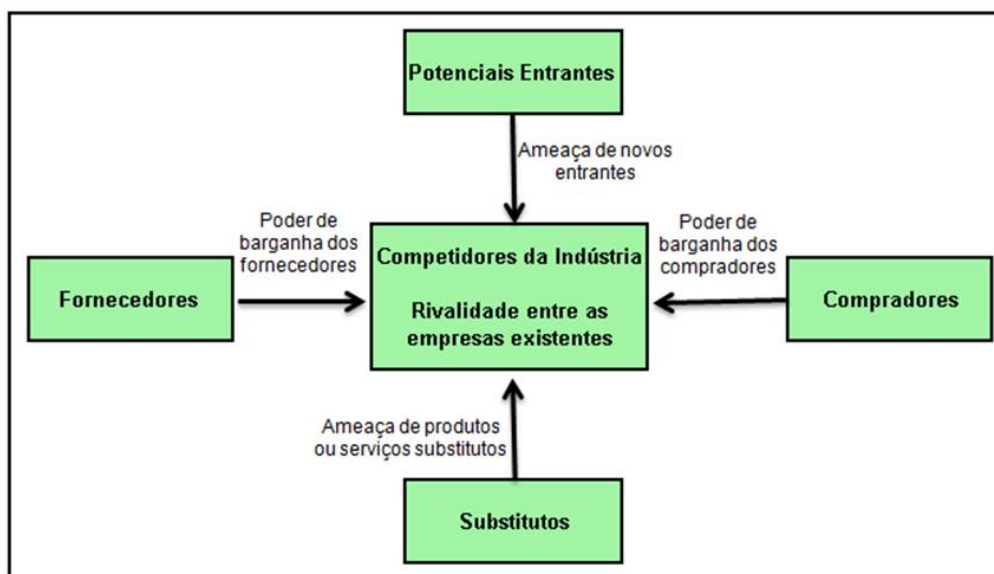 Potenciais Entrantes
Ameaça de novos
entrantes
Poder de
barganha dos
fornecedores
Poder de
barganha dos
compradores
Fornecedores
Competidores da Indústria
Rivalidade entre as
empresas existentes
Compradores
Ameaça de produtos
ou serviços substitutos
Substitutos